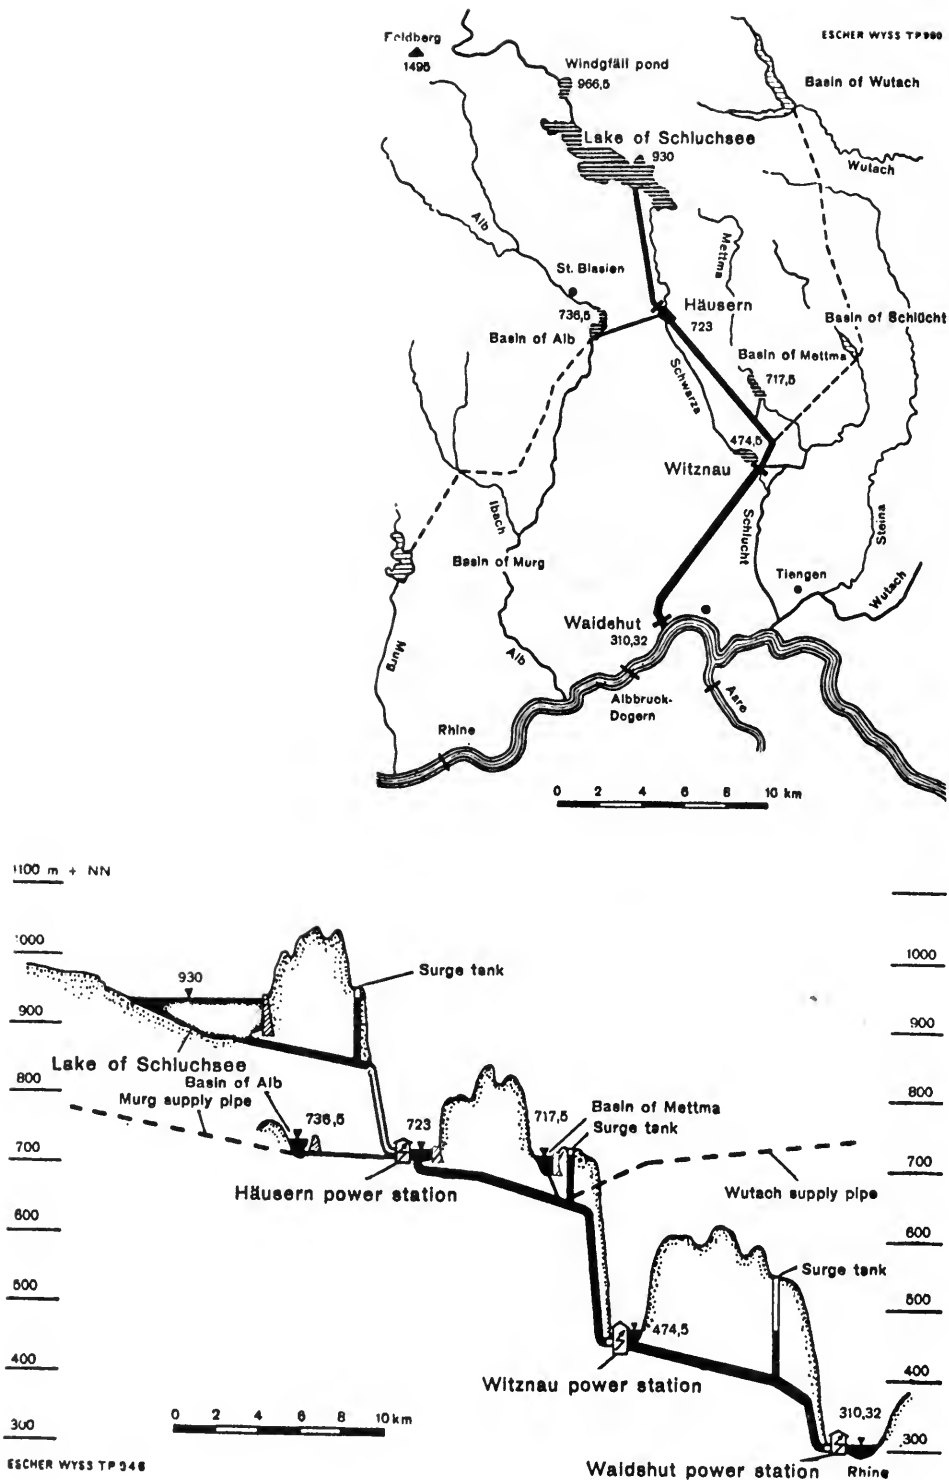 Feldberg
1495
ESCHER WYSS TP 980
Windgfäll pond
966,5
Basin of Wutach
Lake of Schluchsee
930
Wutach
Alb
Mettma
St. Blasien
736,5
Basin of Alb
Häusern
723
Basin of Schlücht
Basin of Mettma
717,5
Schwarza
474,5
Witznau
Ibach
Schlucht
Steina
Basin of Murg
Tiengen
Wutach
Waldshut
310,32
Murg
Alb
Albbruck-
Dogern
Aare
Rhine
0 2 4 6 8 10 km
1100 m + NN
1000
1000
Surge tank
930
900
900
Lake of Schluchsee
800
800
Basin of Alb
Murg supply pipe
736,5
723
717,5
Basin of Mettma
Surge tank
700
700
Häusern power station
Wutach supply pipe
600
600
Surge tank
500
500
474,5
400
400
Witznau power station
0 2 4 6 8 10 km
310,32
300
300
ESCHER WYSS TP 946
Waldshut power station
Rhine